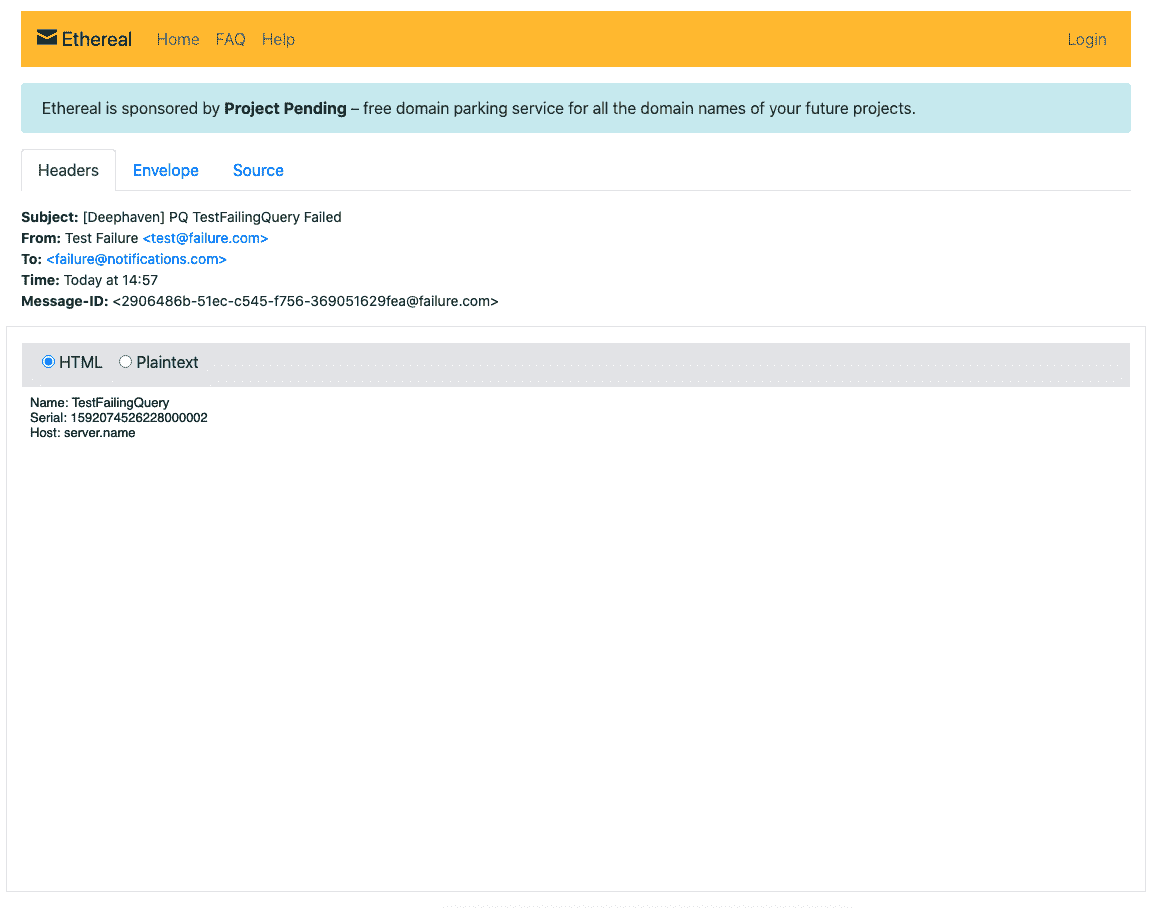 Ethereal Home FAQ Help Login
Ethereal is sponsored by Project Pending – free domain parking service for all the domain names of your future projects.
Headers Envelope Source
Subject: [Deephaven] PQ TestFailingQuery Failed
From: Test Failure <test@failure.com>
To: <failure@notifications.com>
Time: Today at 14:57
Message-ID: <2906486b-51ec-c545-f756-369051629fea@failure.com>
HTML Plaintext
Name: TestFailingQuery
Serial: 1592074526228000002
Host: server.name